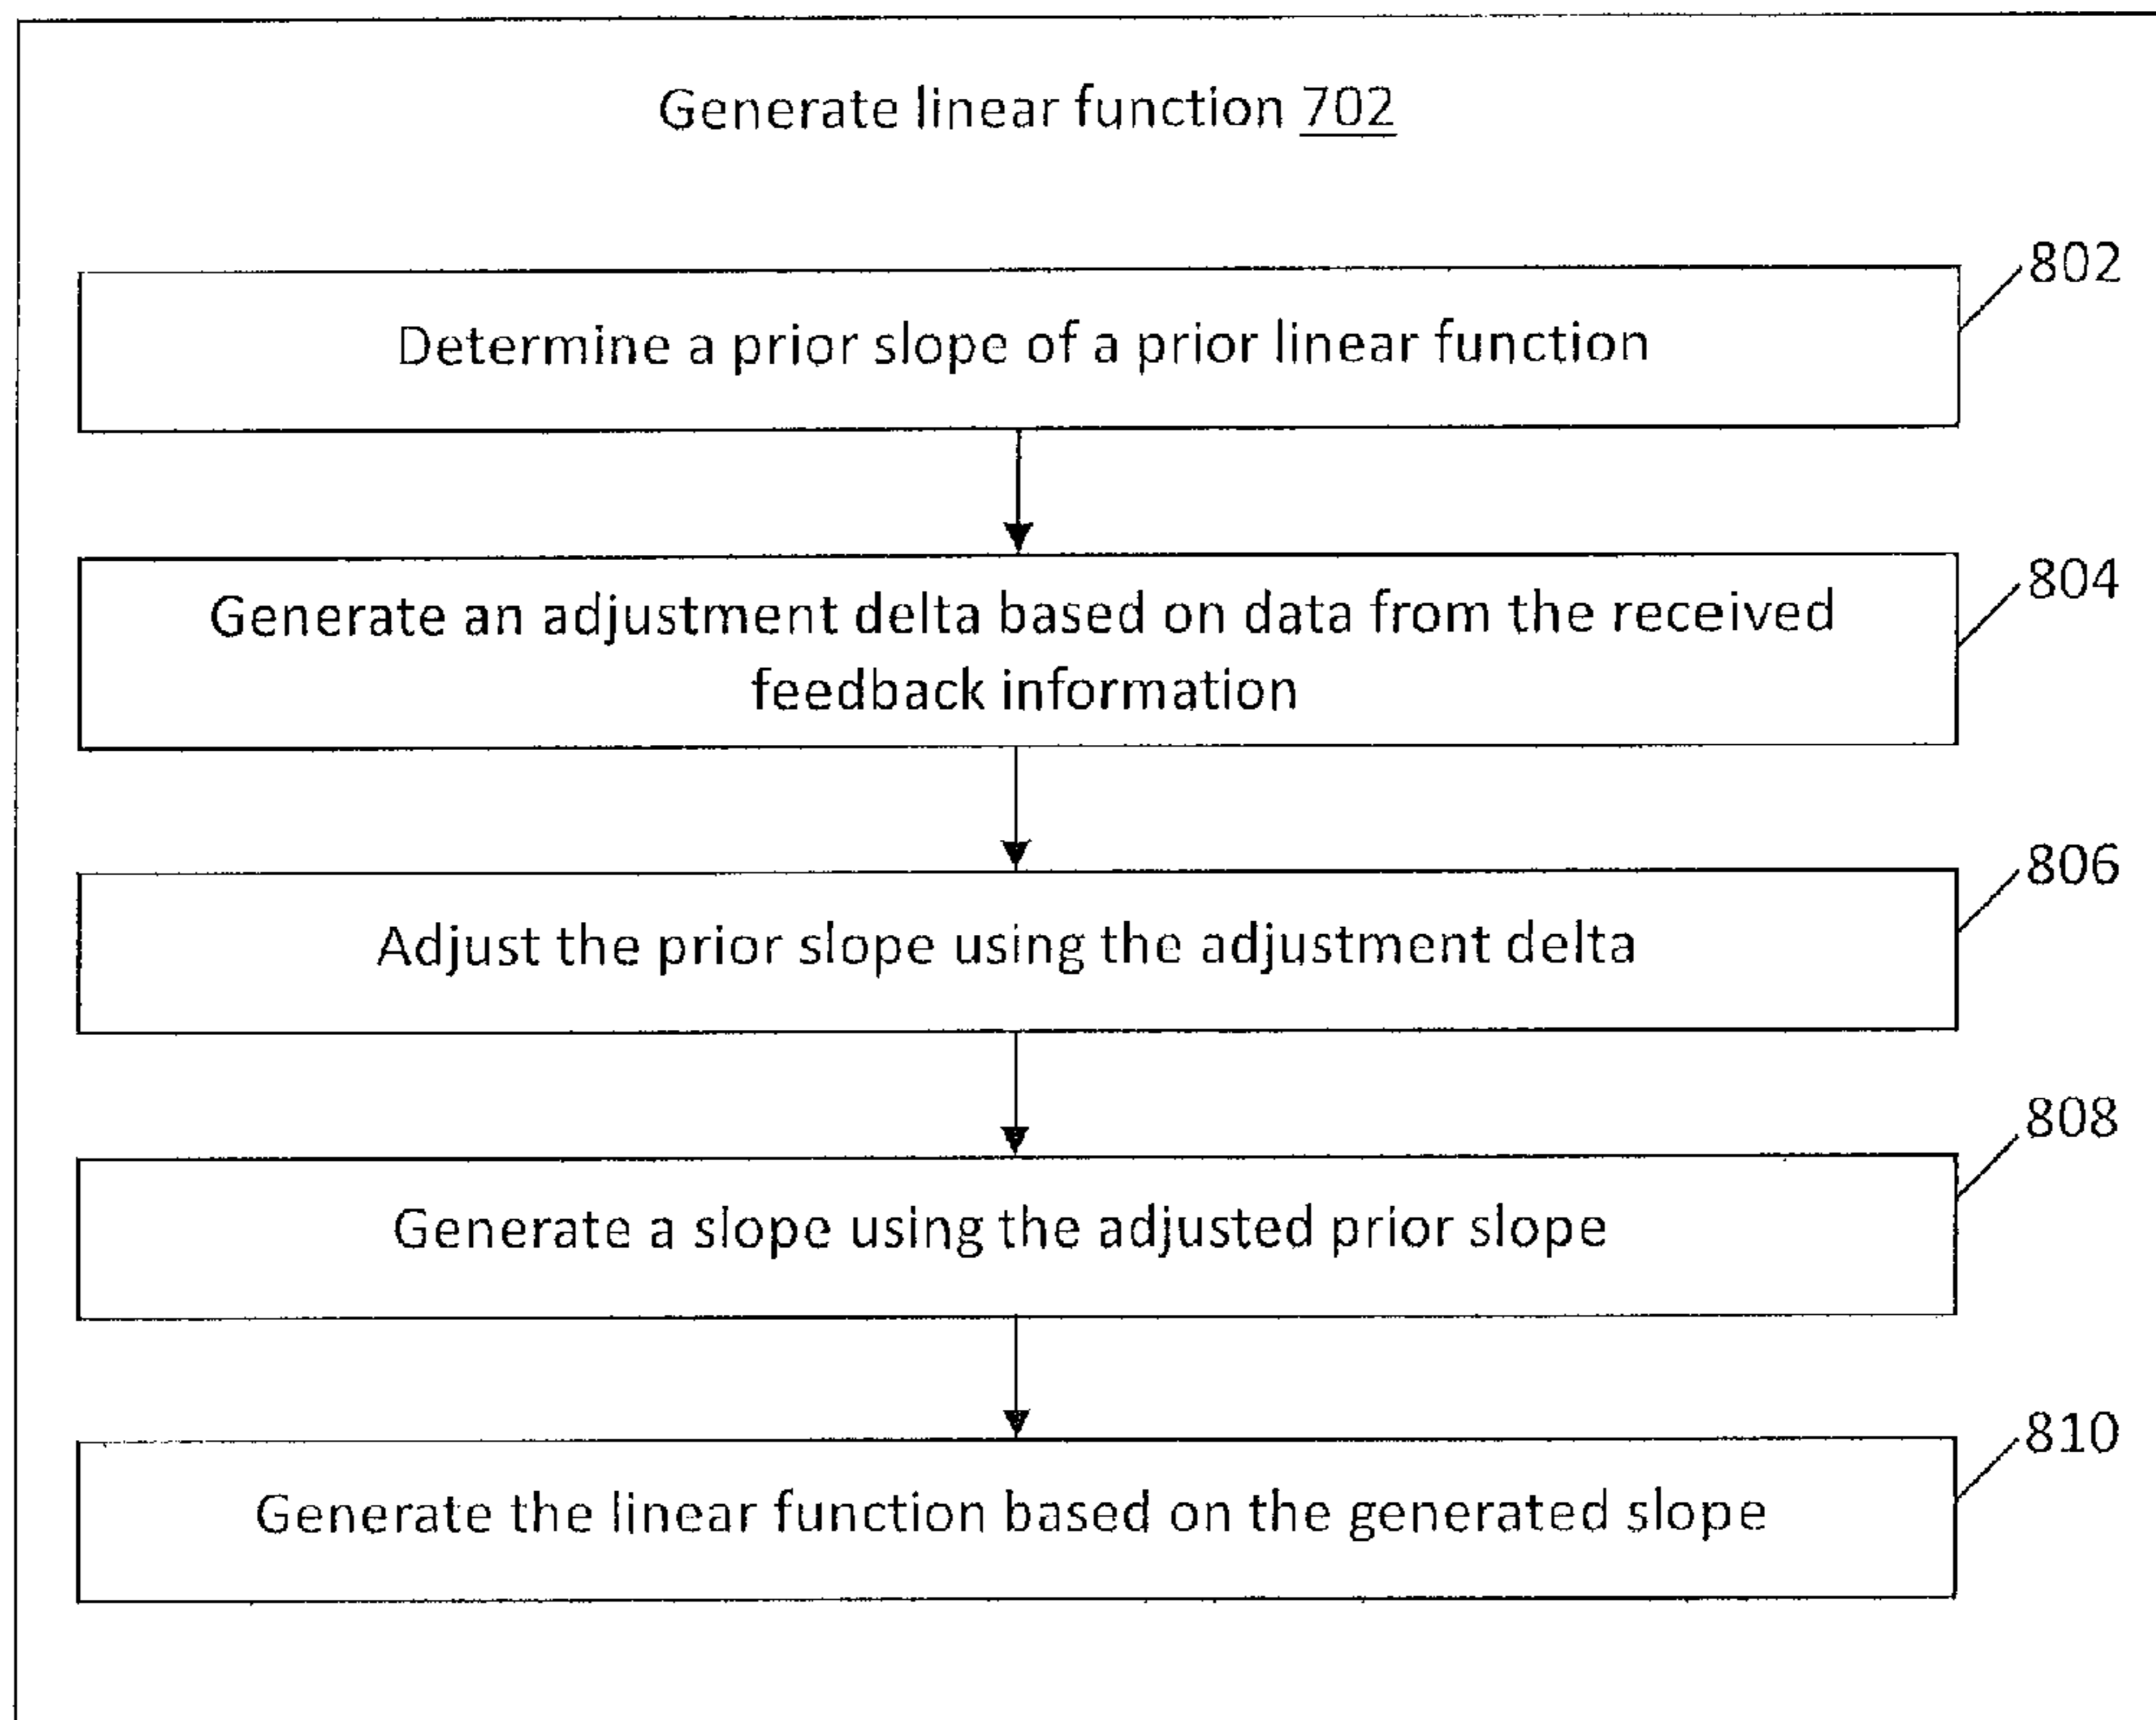 Generate linear function 702
802
Determine a prior slope of a prior linear function
804
Generate an adjustment delta based on data from the received
feedback information
806
Adjust the prior slope using the adjustment delta
808
Generate a slope using the adjusted prior slope
810
Generate the linear function based on the generated slope